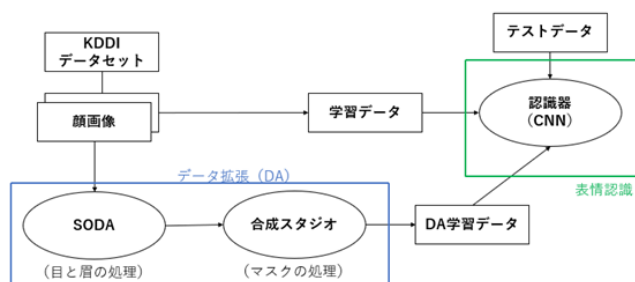 KDDI
データセット
テストデータ
顔画像
学習データ
認識器
（CNN）
データ拡張（DA）
表情認識
SODA
合成スタジオ
DA学習データ
（目と眉の処理）
（マスクの処理）